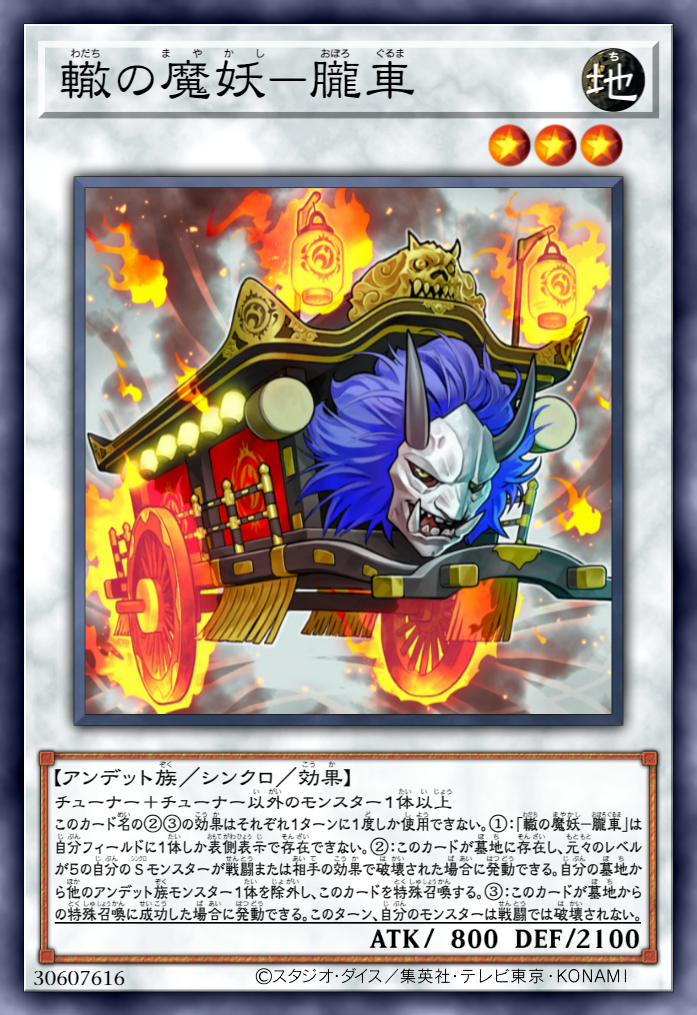 轍の魔妖－朧車
地
【アンデット族／シンクロ／効果】
チューナー＋チューナー以外のモンスター１体以上
このカード名の②③の効果はそれぞれ１ターンに１度しか使用できない。①：「轍の魔妖－朧車」は
自分フィールドに１体しか表側表示で存在できない。②：このカードが墓地に存在し、元々のレベル
が５の自分のＳモンスターが戦闘または相手の効果で破壊された場合に発動できる。自分の墓地か
ら他のアンデット族モンスター１体を除外し、このカードを特殊召喚する。③：このカードが墓地から
の特殊召喚に成功した場合に発動できる。このターン、自分のモンスターは戦闘では破壊されない。
ATK/ 800 DEF/2100
30607616 ©スタジオ・ダイス／集英社・テレビ東京・KONAMI